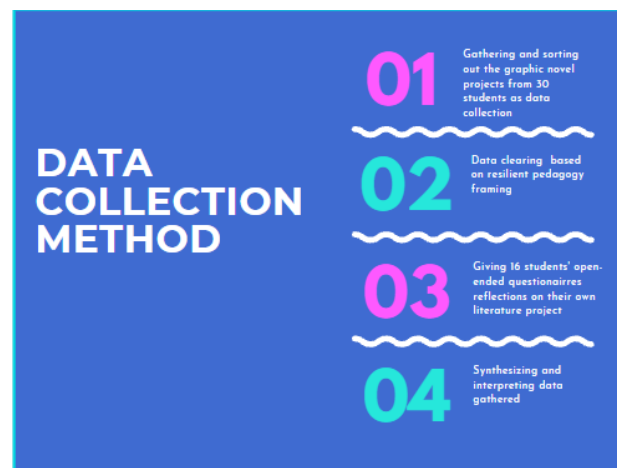 DATA
COLLECTION
METHOD
01
Gathering and sorting
out the graphic novel
projects from 30
students as data
collection
02
Data clearing based
on resilient pedagogy
framing
03
Giving 16 students' open-
ended questionairres
reflections on their own
literature project
04
Synthesizing and
interpreting data
gathered